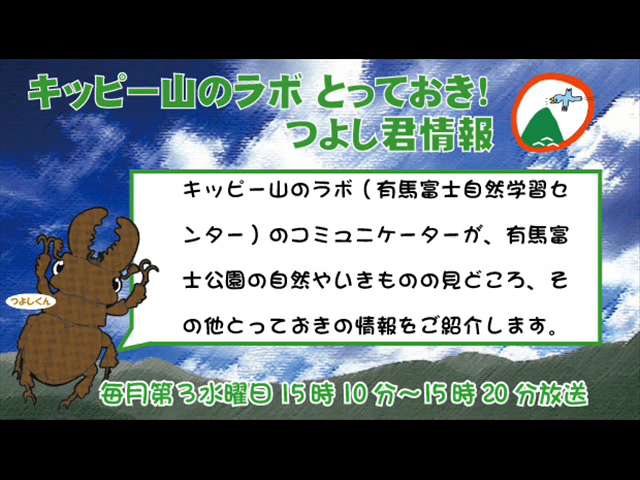 キッピー山のラボ とっておき!
つよし君情報
キッピー山のラボ(有馬富士自然学習セ
ンター)のコミュニケーターが、有馬富
士公園の自然やいきものの見どころ、そ
の他とっておきの情報をご紹介します。
つよしくん
毎月第3水曜日15時10分〜15時20分放送